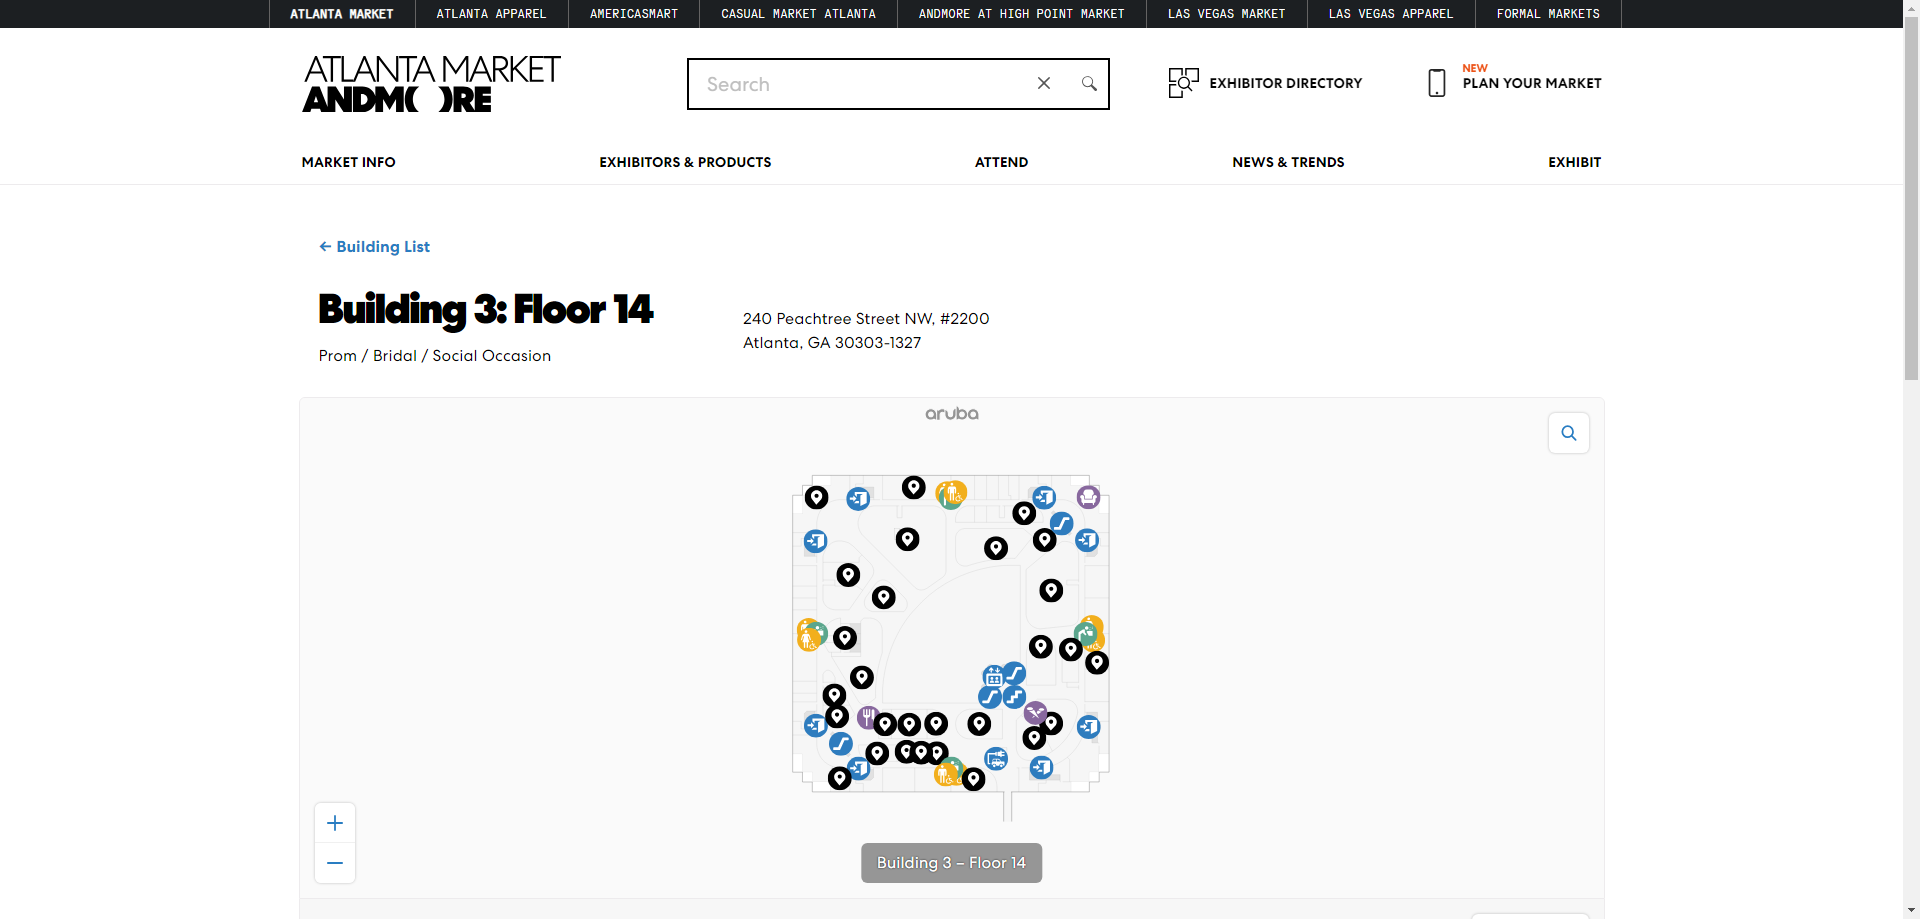 ATLANTA MARKET
ATLANTA APPAREL
AMERICASMART
CASUAL MARKET ATLANTA
ANDMORE AT HIGH POINT MARKET
LAS VEGAS MARKET
LAS VEGAS APPAREL
FORMAL MARKETS
ATLANTA MARKET
ANDMORE
Search
EXHIBITOR DIRECTORY
NEW
PLAN YOUR MARKET
MARKET INFO
EXHIBITORS & PRODUCTS
ATTEND
NEWS & TRENDS
EXHIBIT
← Building List
Building 3: Floor 14
Prom / Bridal / Social Occasion
240 Peachtree Street NW, #2200
Atlanta, GA 30303-1327
aruba
Building 3 – Floor 14